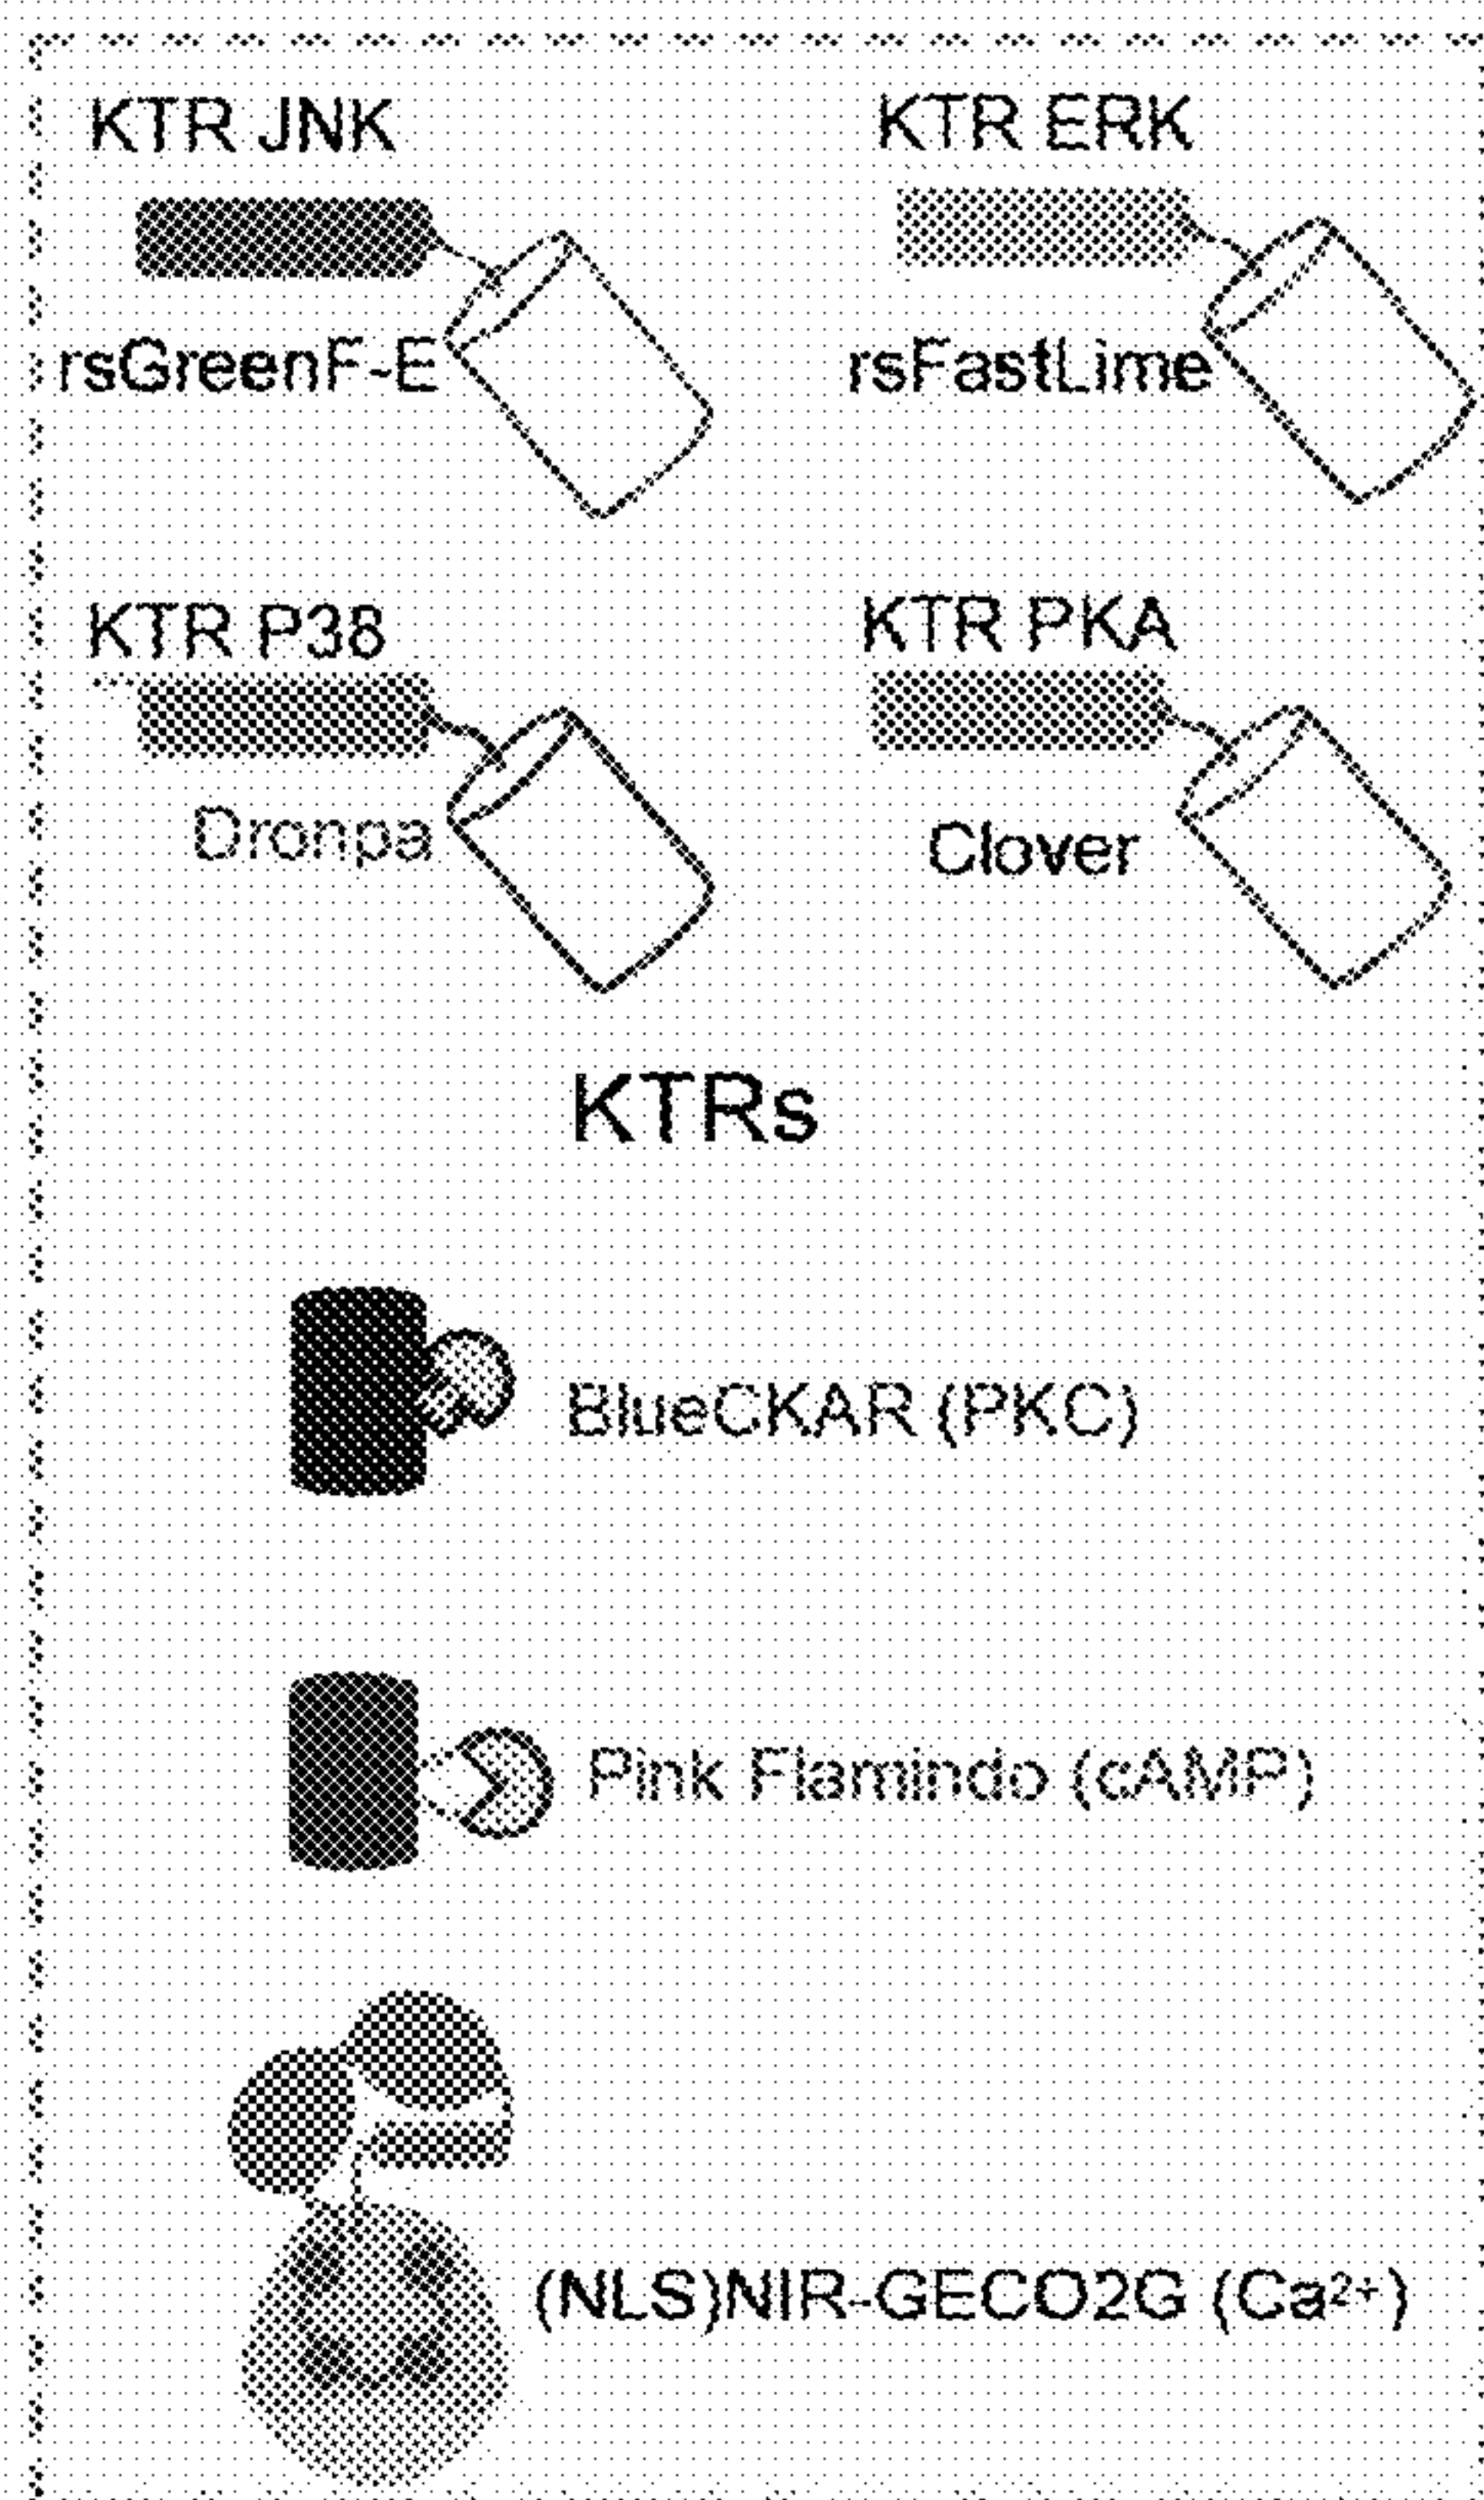 KTR JNK
KTR ERK
rsGreenF-E
rsFastLime
KTR P38
KTR PKA
Dronpa
Clover
KTRs
BlueCKAR (PKC)
Pink Flamindo (cAMP)
(NLS)NIR-GECO2G (Ca²⁺)